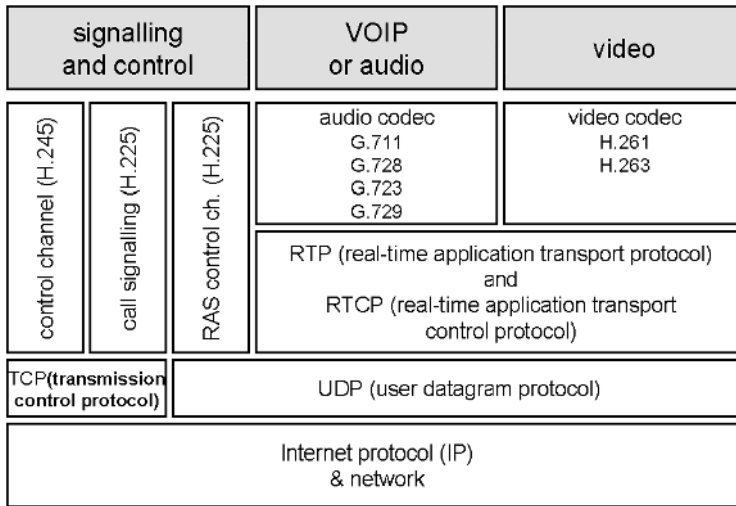 signalling
and control
VOIP
or audio
video
control channel (H.245)
call signalling (H.225)
RAS control ch. (H.225)
audio codec
G.711
G.728
G.723
G.729
video codec
H.261
H.263
RTP (real-time application transport protocol)
and
RTCP (real-time application transport
control protocol)
TCP(transmission
control protocol)
UDP (user datagram protocol)
Internet protocol (IP)
& network